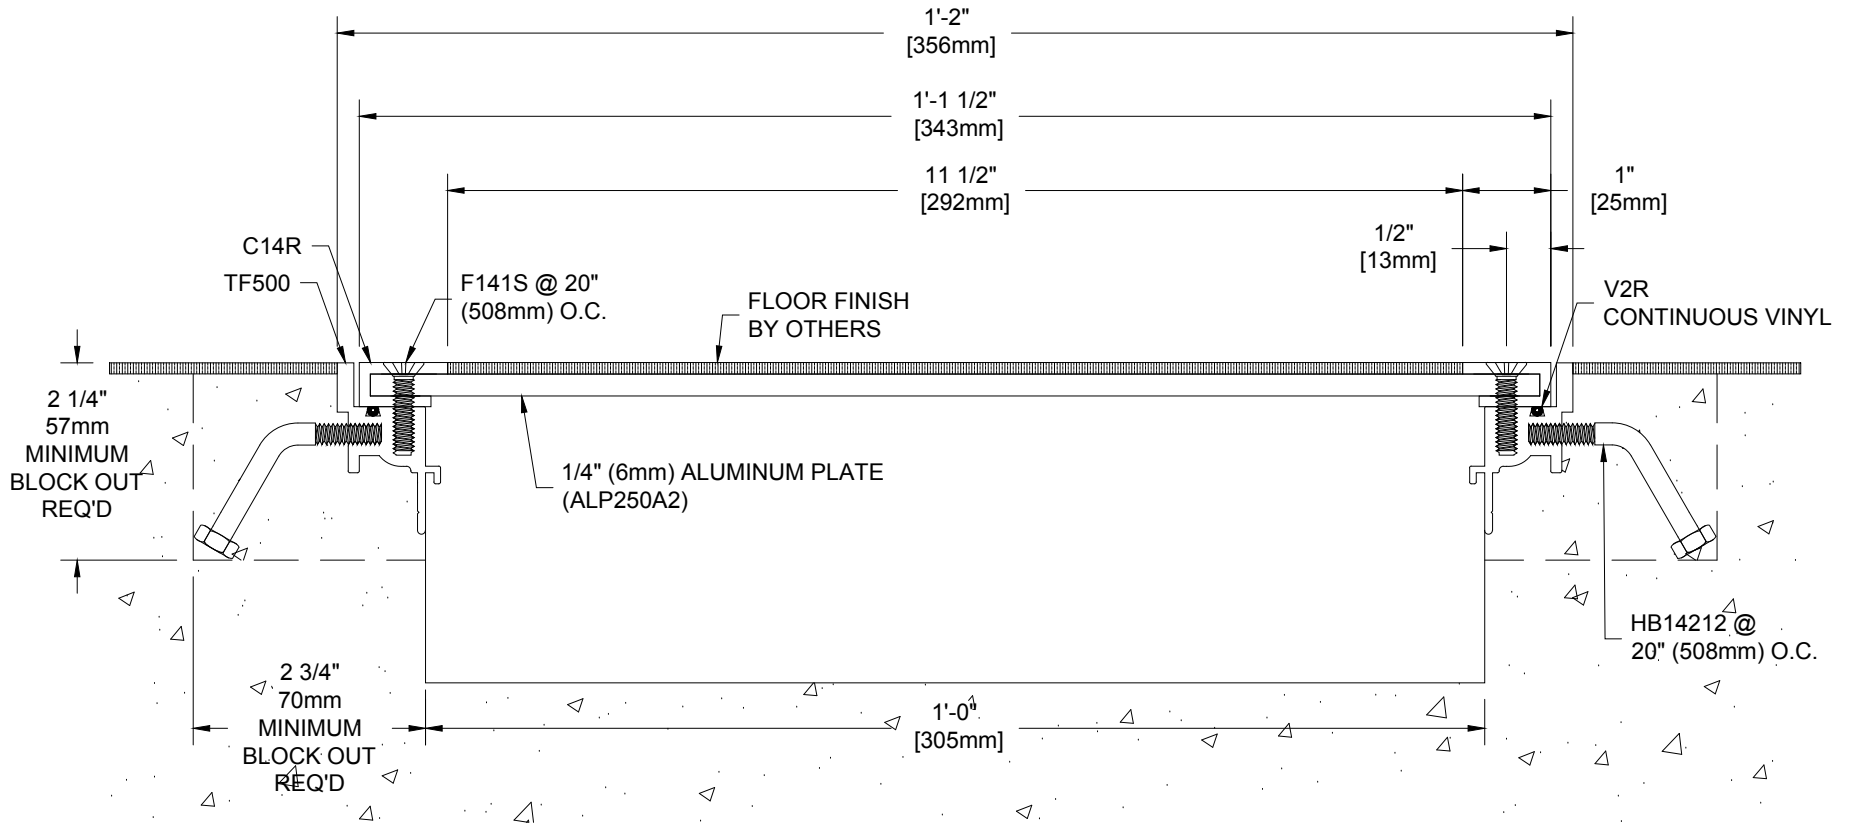 1'-2"
[356mm]
1'-1 1/2"
[343mm]
11 1/2"
[292mm]
1"
[25mm]
1/2"
[13mm]
C14R
TF500
F141S @ 20"
(508mm) O.C.
FLOOR FINISH
BY OTHERS
V2R
CONTINUOUS VINYL
2 1/4"
57mm
MINIMUM
BLOCK OUT
REQ'D
1/4" (6mm) ALUMINUM PLATE
(ALP250A2)
HB14212 @
20" (508mm) O.C.
2 3/4"
70mm
MINIMUM
BLOCK OUT
REQ'D
1'-0"
[305mm]